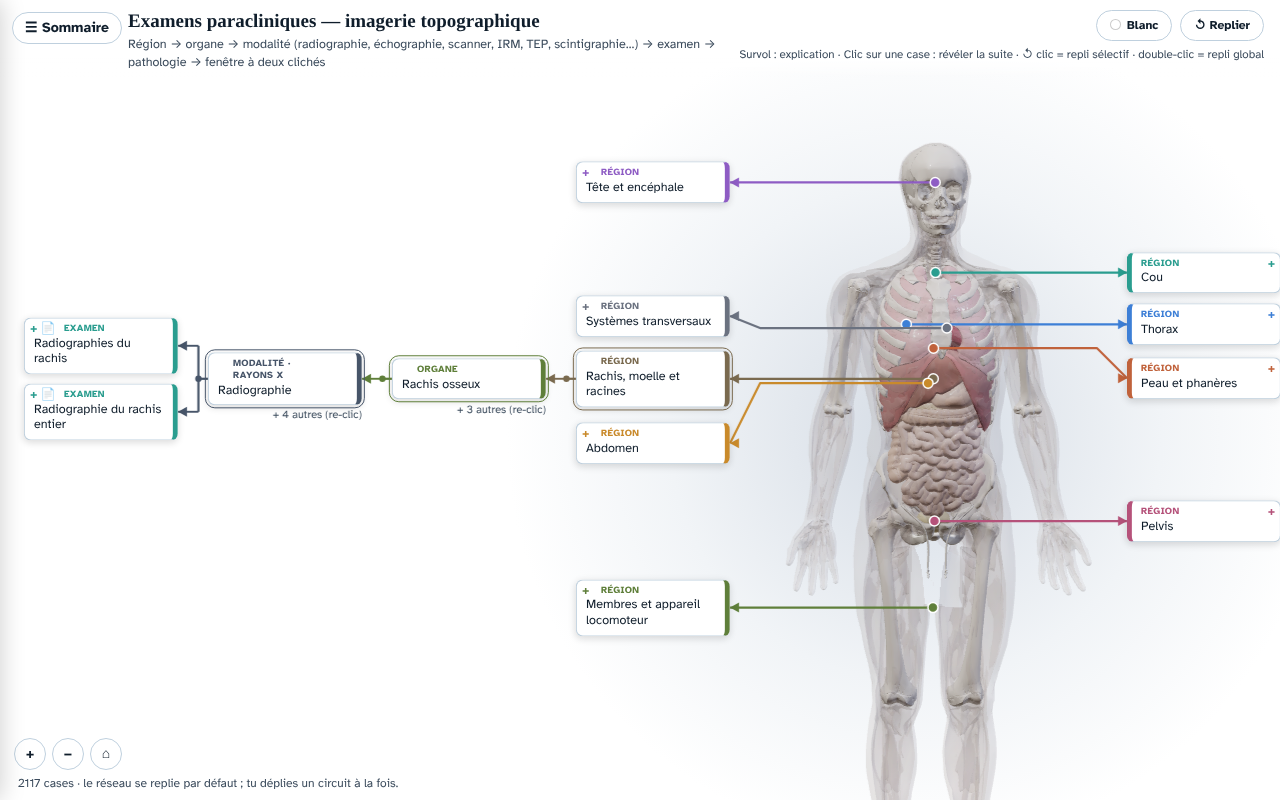 ☰ Sommaire
Examens paracliniques — imagerie topographique
Région → organe → modalité (radiographie, échographie, scanner, IRM, TEP, scintigraphie…) → examen →
pathologie → fenêtre à deux clichés
Blanc
↺ Replier
Survol : explication · Clic sur une case : révéler la suite · ↺ clic = repli sélectif · double-clic = repli global
+ RÉGION
Tête et encéphale
RÉGION +
Cou
+ RÉGION
Systèmes transversaux
RÉGION +
Thorax
+ EXAMEN
Radiographies du
rachis
+ EXAMEN
Radiographie du rachis
entier
MODALITÉ ·
RAYONS X
Radiographie
+ 4 autres (re-clic)
ORGANE
Rachis osseux
+ 3 autres (re-clic)
RÉGION
Rachis, moelle et
racines
RÉGION +
Peau et phanères
+ RÉGION
Abdomen
RÉGION +
Pelvis
+ RÉGION
Membres et appareil
locomoteur
+ − ⌂
2117 cases · le réseau se replie par défaut ; tu déplies un circuit à la fois.